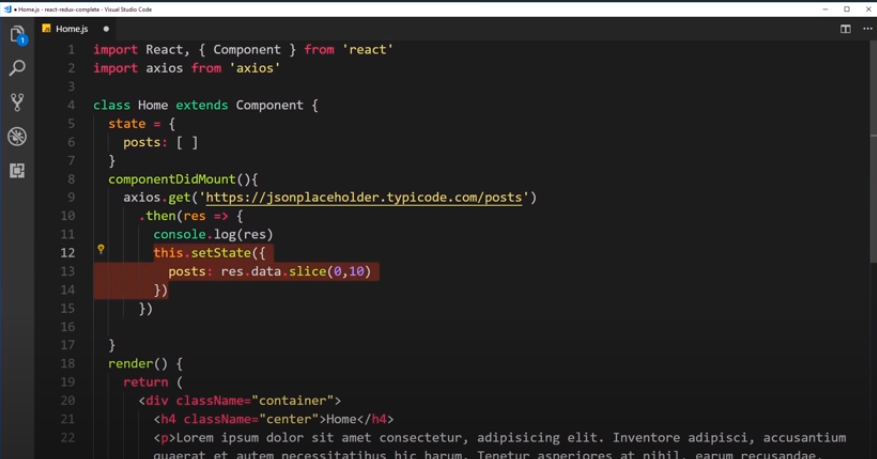 ● Home.js - react-redux-complete - Visual Studio Code
Home.js ●
1
1 import React, { Component } from 'react'
2 import axios from 'axios'
3
4 class Home extends Component {
5 state = {
6 posts: [ ]
7 }
8 componentDidMount(){
9 axios.get('https://jsonplaceholder.typicode.com/posts')
10 .then(res => {
11 console.log(res)
12 this.setState({
13 posts: res.data.slice(0,10)
14 })
15 })
16
17 }
18 render() {
19 return (
20 <div className="container">
21 <h4 className="center">Home</h4>
22 <p>Lorem ipsum dolor sit amet consectetur, adipisicing elit. Inventore adipisci, accusantium
quaerat et autem necessitatibus hic harum. Tenetur asperiores at nihil, earum recusandae,